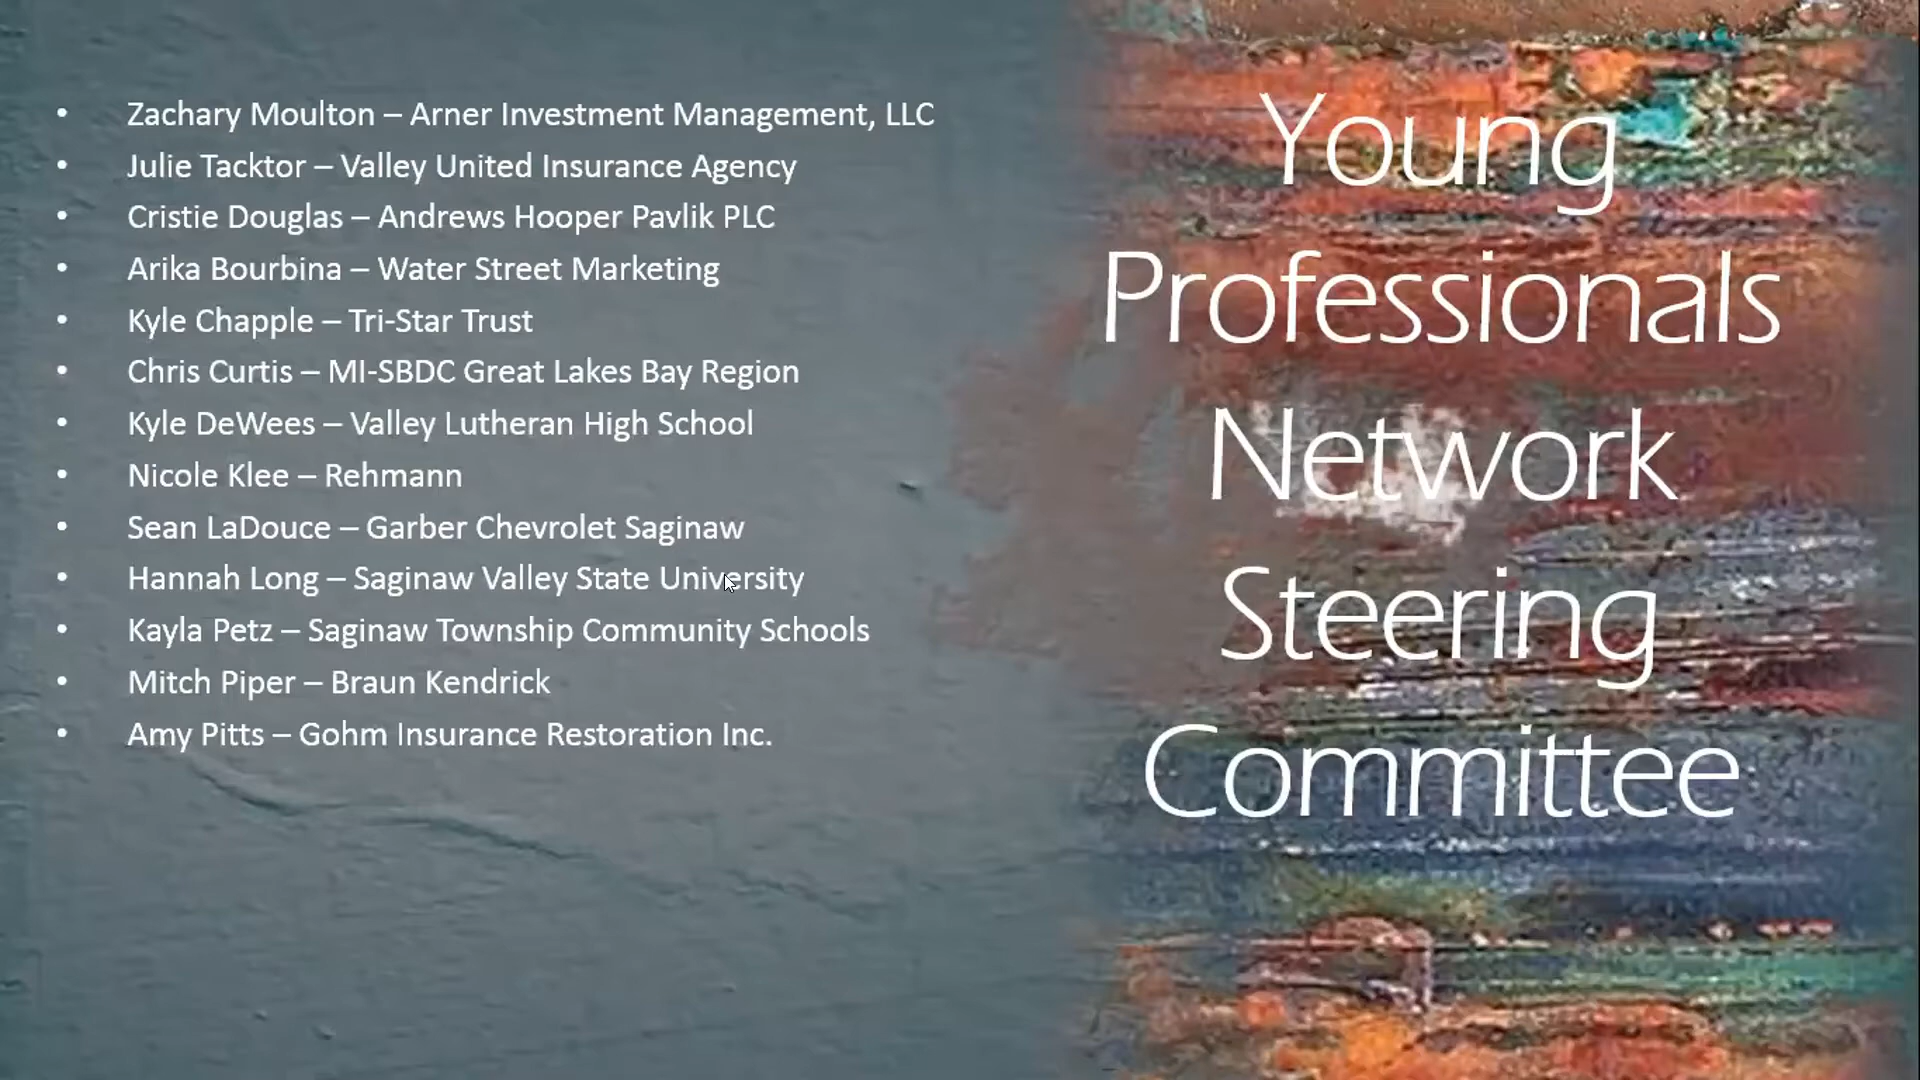 • Zachary Moulton – Arner Investment Management, LLC
• Julie Tacktor – Valley United Insurance Agency
• Cristie Douglas – Andrews Hooper Pavlik PLC
• Arika Bourbina – Water Street Marketing
• Kyle Chapple – Tri-Star Trust
• Chris Curtis – MI-SBDC Great Lakes Bay Region
• Kyle DeWees – Valley Lutheran High School
• Nicole Klee – Rehmann
• Sean LaDouce – Garber Chevrolet Saginaw
• Hannah Long – Saginaw Valley State University
• Kayla Petz – Saginaw Township Community Schools
• Mitch Piper – Braun Kendrick
• Amy Pitts – Gohm Insurance Restoration Inc.
Young
Professionals
Network
Steering
Committee